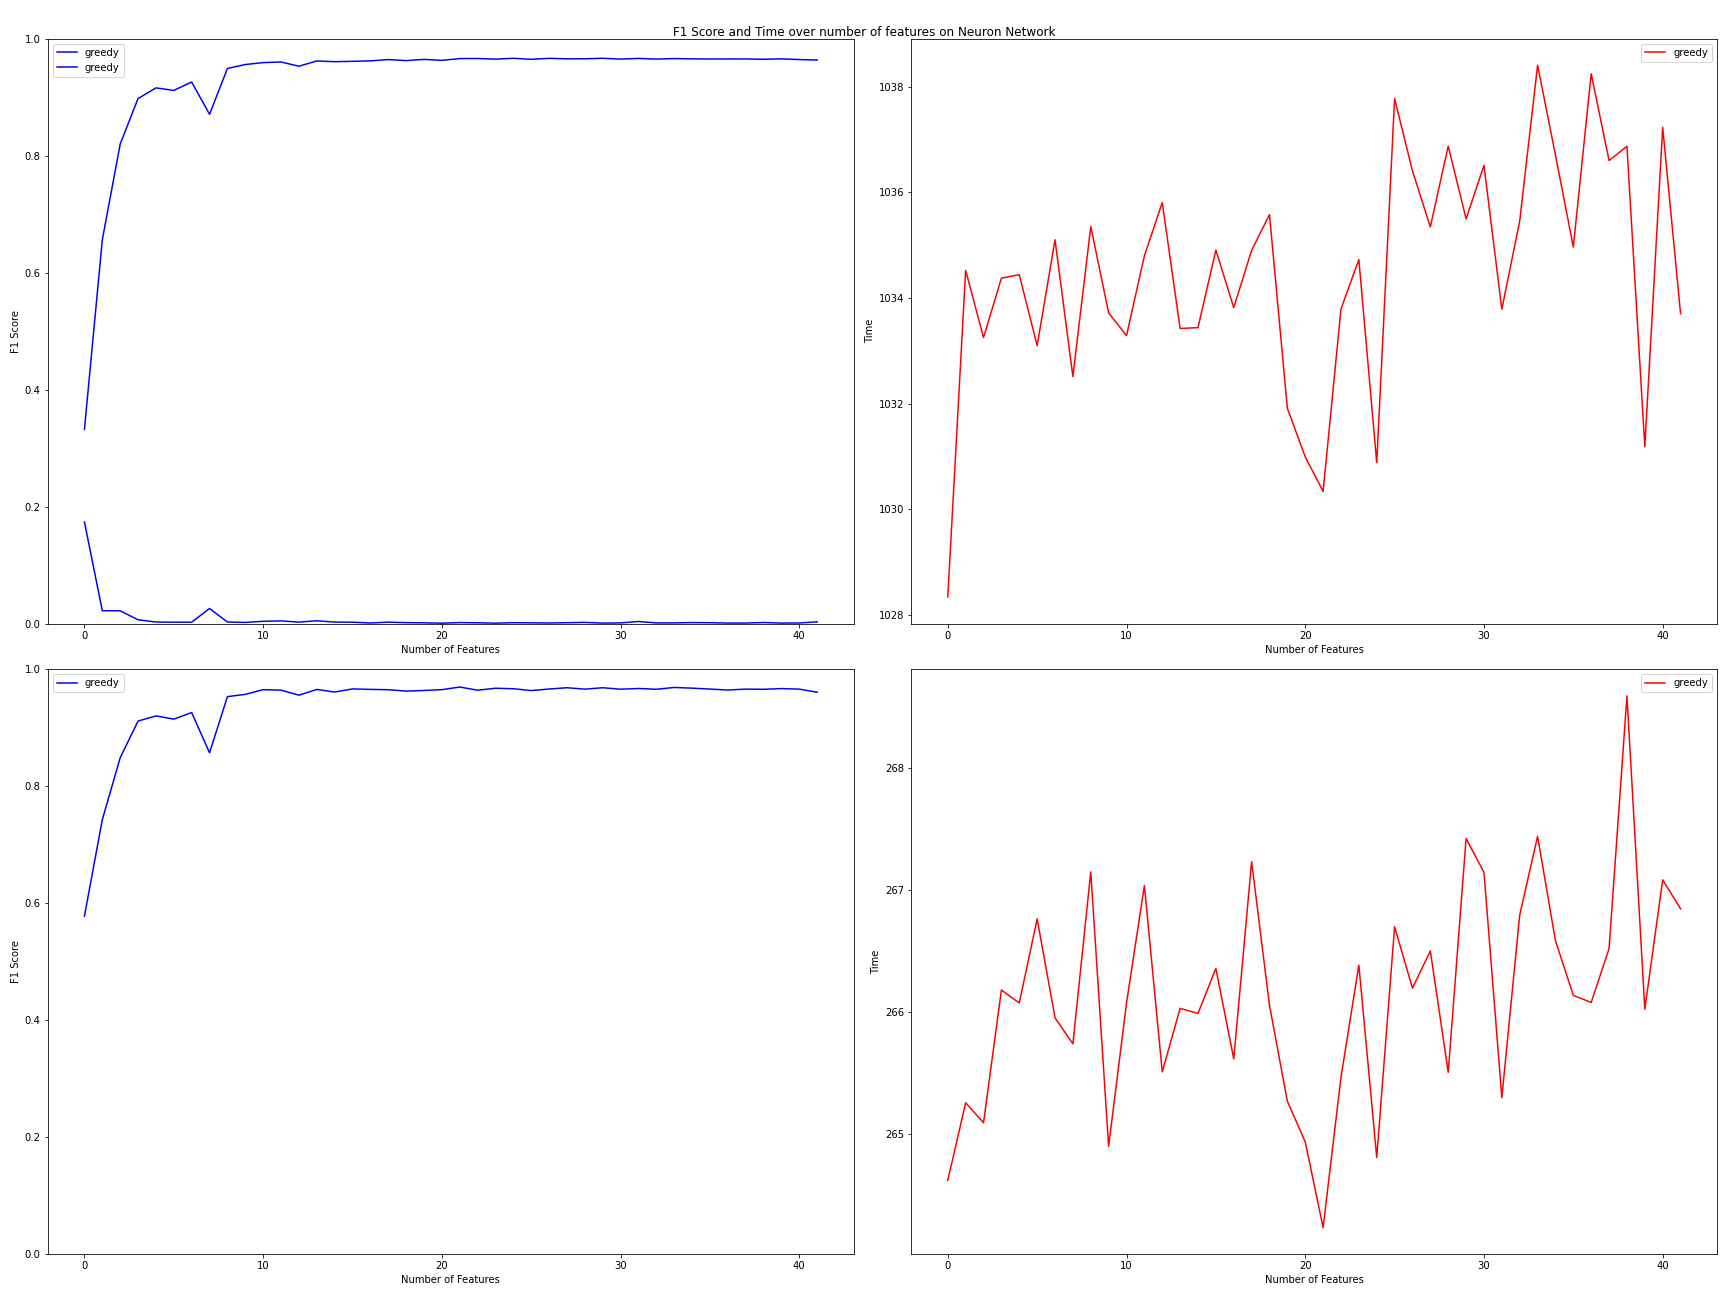 F1 Score and Time over number of features on Neuron Network
greedy
greedy
1.0
0.8
0.6
0.4
0.2
0.0
F1 Score
0 10 20 30 40
Number of Features
greedy
1038
1036
1034
1032
1030
1028
Time
0 10 20 30 40
Number of Features
greedy
1.0
0.8
0.6
0.4
0.2
0.0
F1 Score
0 10 20 30 40
Number of Features
greedy
268
267
266
265
Time
0 10 20 30 40
Number of Features